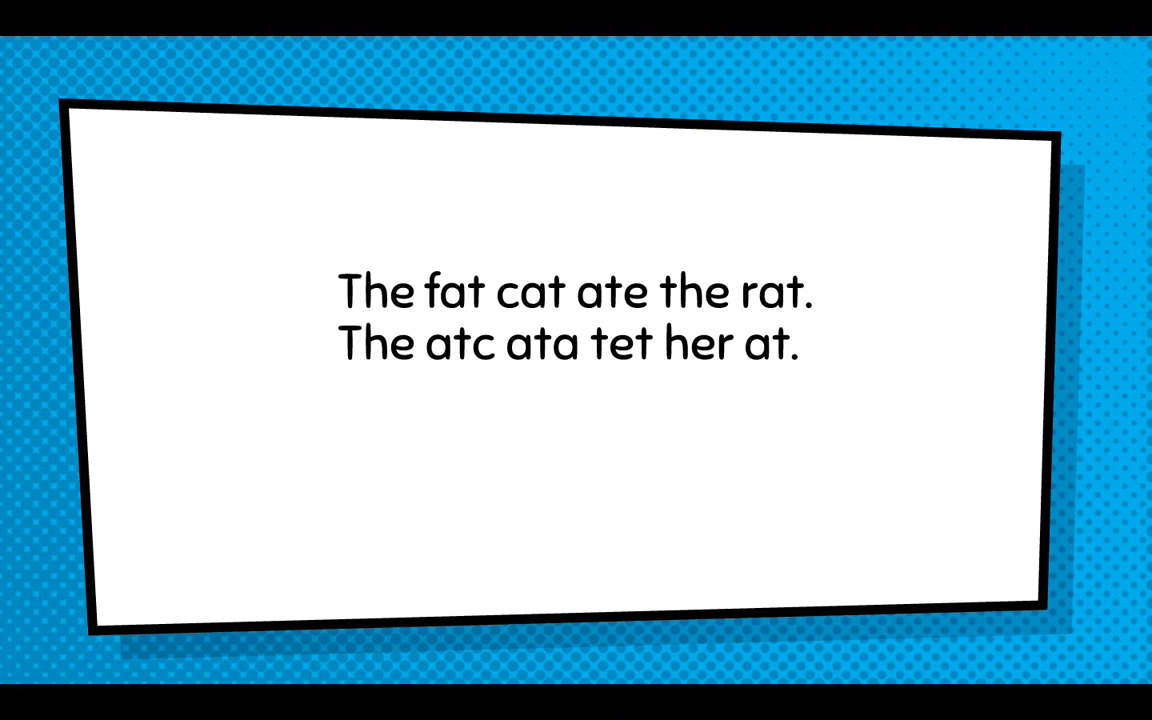 The fat cat ate the rat.
The atc ata tet her at.